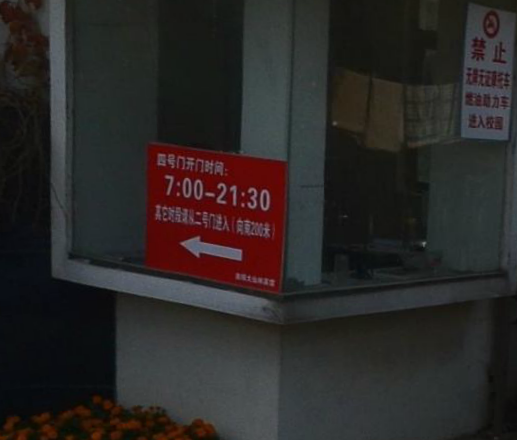 四号门开门时间:
7:00-21:30
其它时段请从二号门进入(向南200米)
禁止
无牌无证摩托车
燃油助力车
进入校园